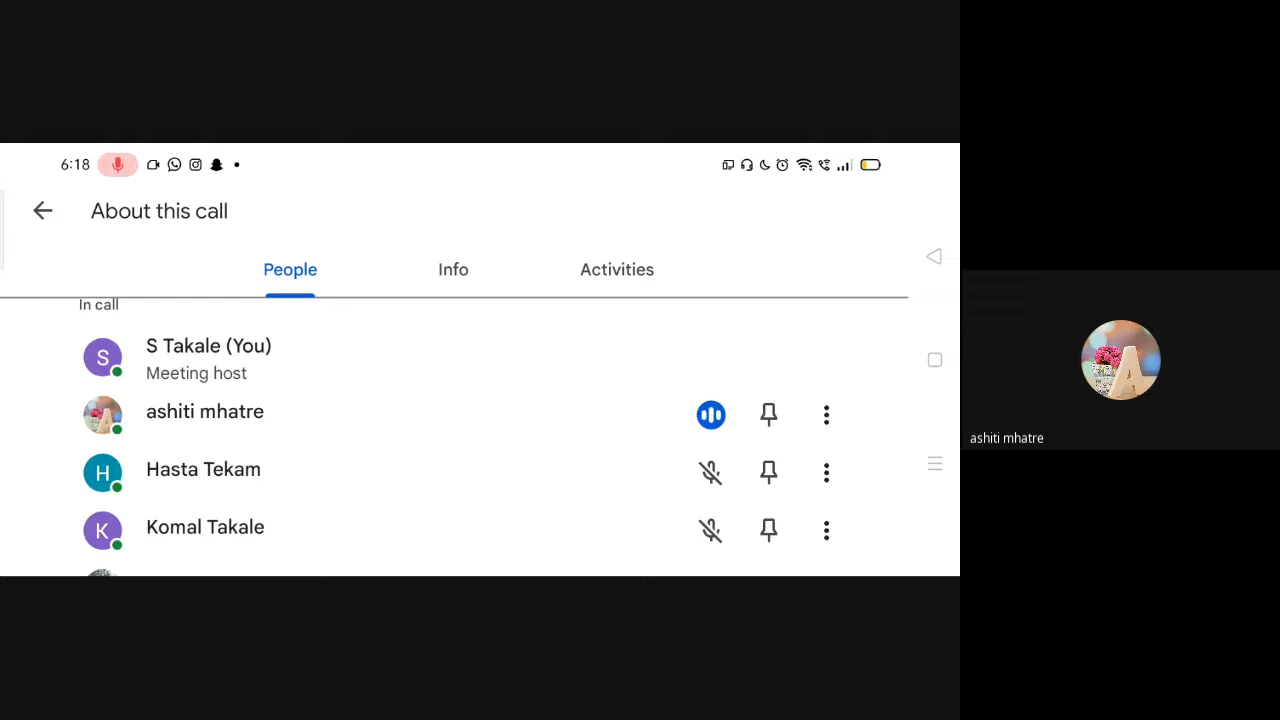 6:18
About this call
People Info Activities
In call
S
S Takale (You)
Meeting host
ashiti mhatre
H
Hasta Tekam
K
Komal Takale
A
ashiti mhatre